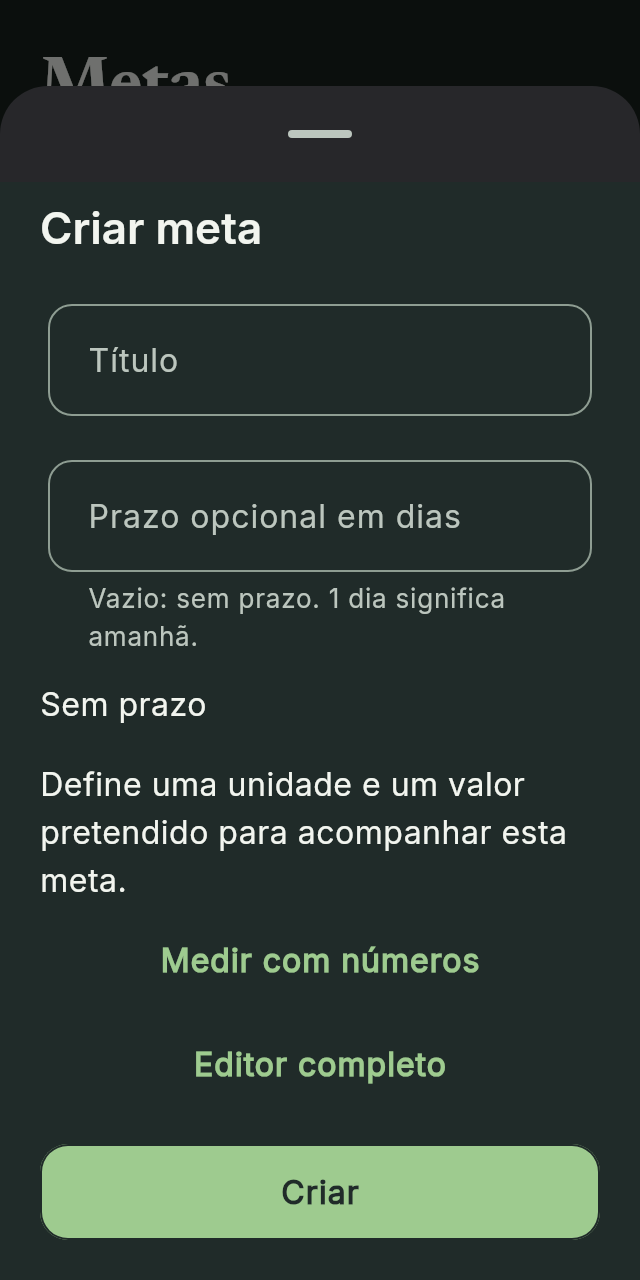 Metas
Criar meta
Título
Prazo opcional em dias
Vazio: sem prazo. 1 dia significa
amanhã.
Sem prazo
Define uma unidade e um valor
pretendido para acompanhar esta
meta.
Medir com números
Editor completo
Criar